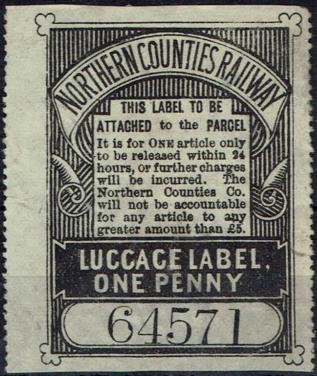 NORTHERN COUNTIES RAILWAY
THIS LABEL TO BE
ATTACHED to the PARCEL
It is for ONE article only
to be released within 24
hours, or further charges
will be incurred. The
Northern Counties Co.
will not be accountable
for any article to any
greater amount than £5.
LUGGAGE LABEL,
ONE PENNY
64571